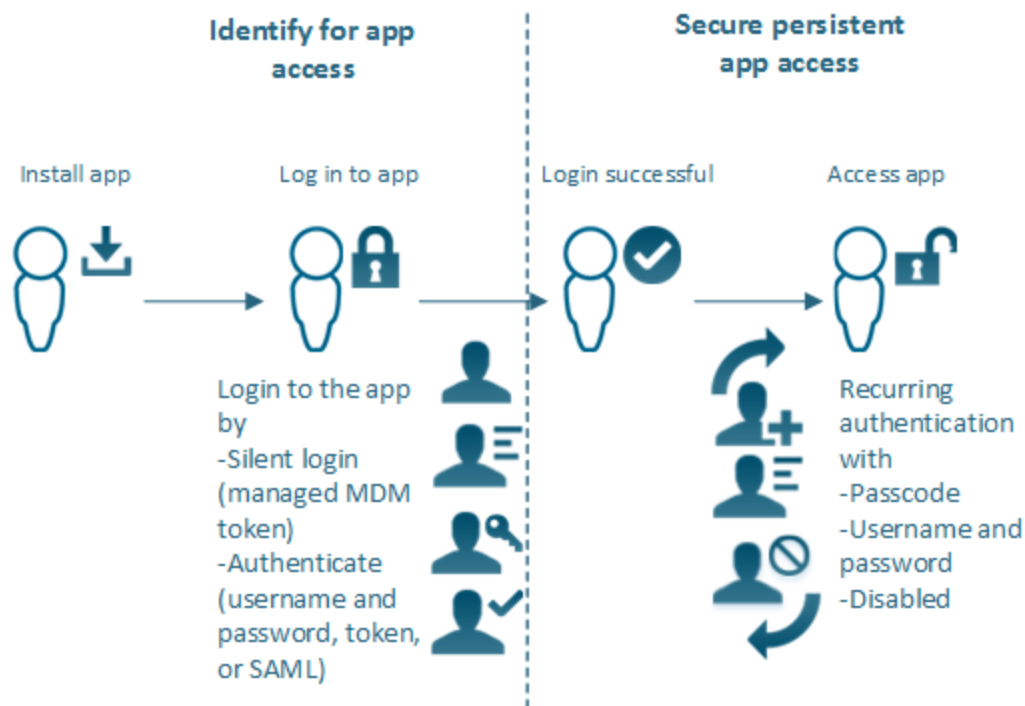 Identify for app
access
Secure persistent
app access
Install app
Log in to app
Login successful
Access app
Login to the app
by
-Silent login
(managed MDM
token)
-Authenticate
(username and
password, token,
or SAML)
Recurring
authentication
with
-Passcode
-Username and
password
-Disabled